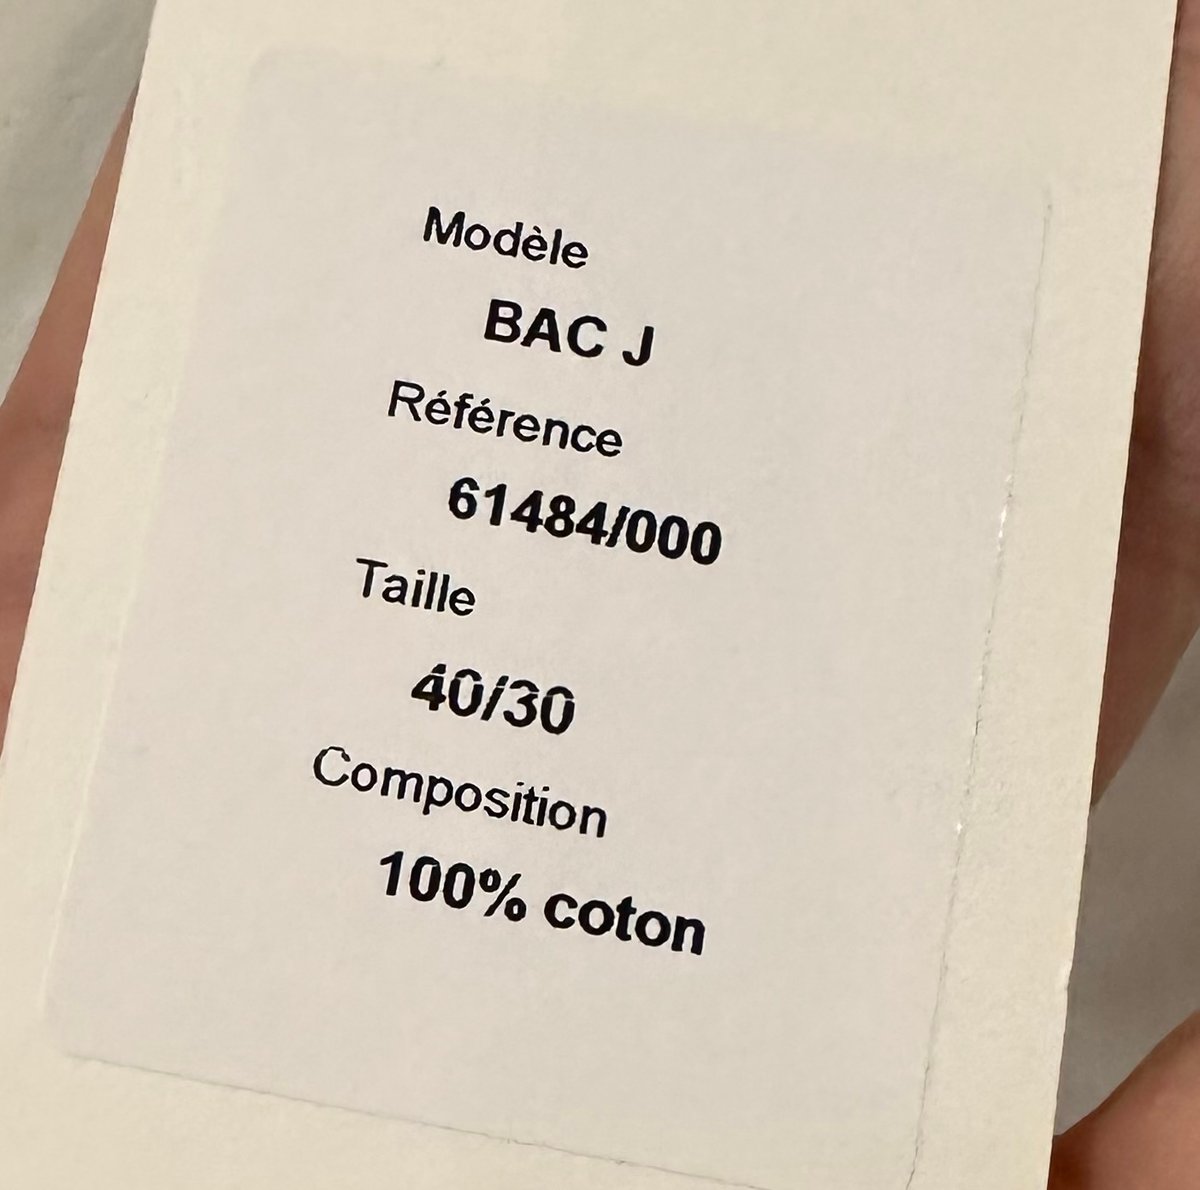 Modèle
BAC J
Référence
61484/000
Taille
40/30
Composition
100% coton